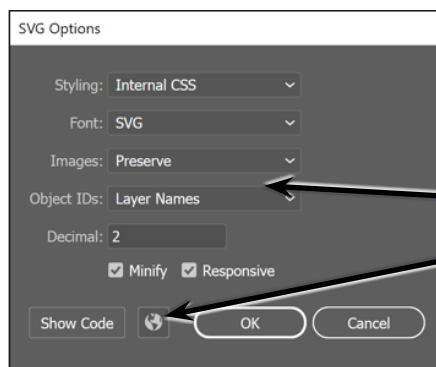 SVG Options
Styling: Internal CSS
Font: SVG
Images: Preserve
Object IDs: Layer Names
Decimal: 2
Minify Responsive
Show Code OK Cancel